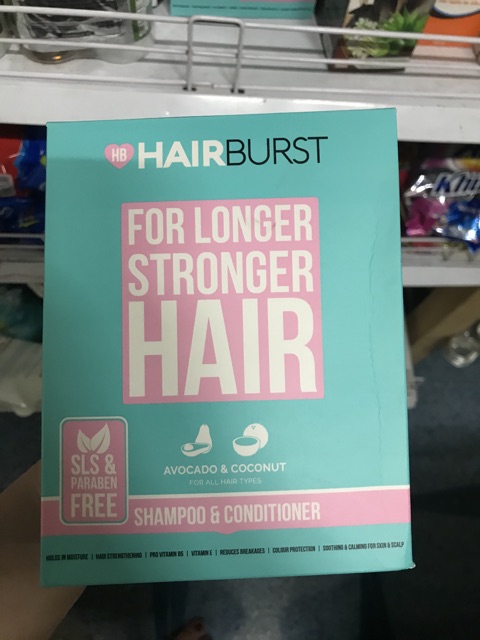 HB HAIRBURST
FOR LONGER
STRONGER
HAIR
AVOCADO & COCONUT
FOR ALL HAIR TYPES
SLS &
PARABEN
FREE
SHAMPOO & CONDITIONER
HOLDS IN MOISTURE | HAIR STRENGTHENING | PRO VITAMIN B5 | VITAMIN E | REDUCES BREAKAGES | COLOUR PROTECTION | SOOTHING & CALMING FOR SKIN & SCALP